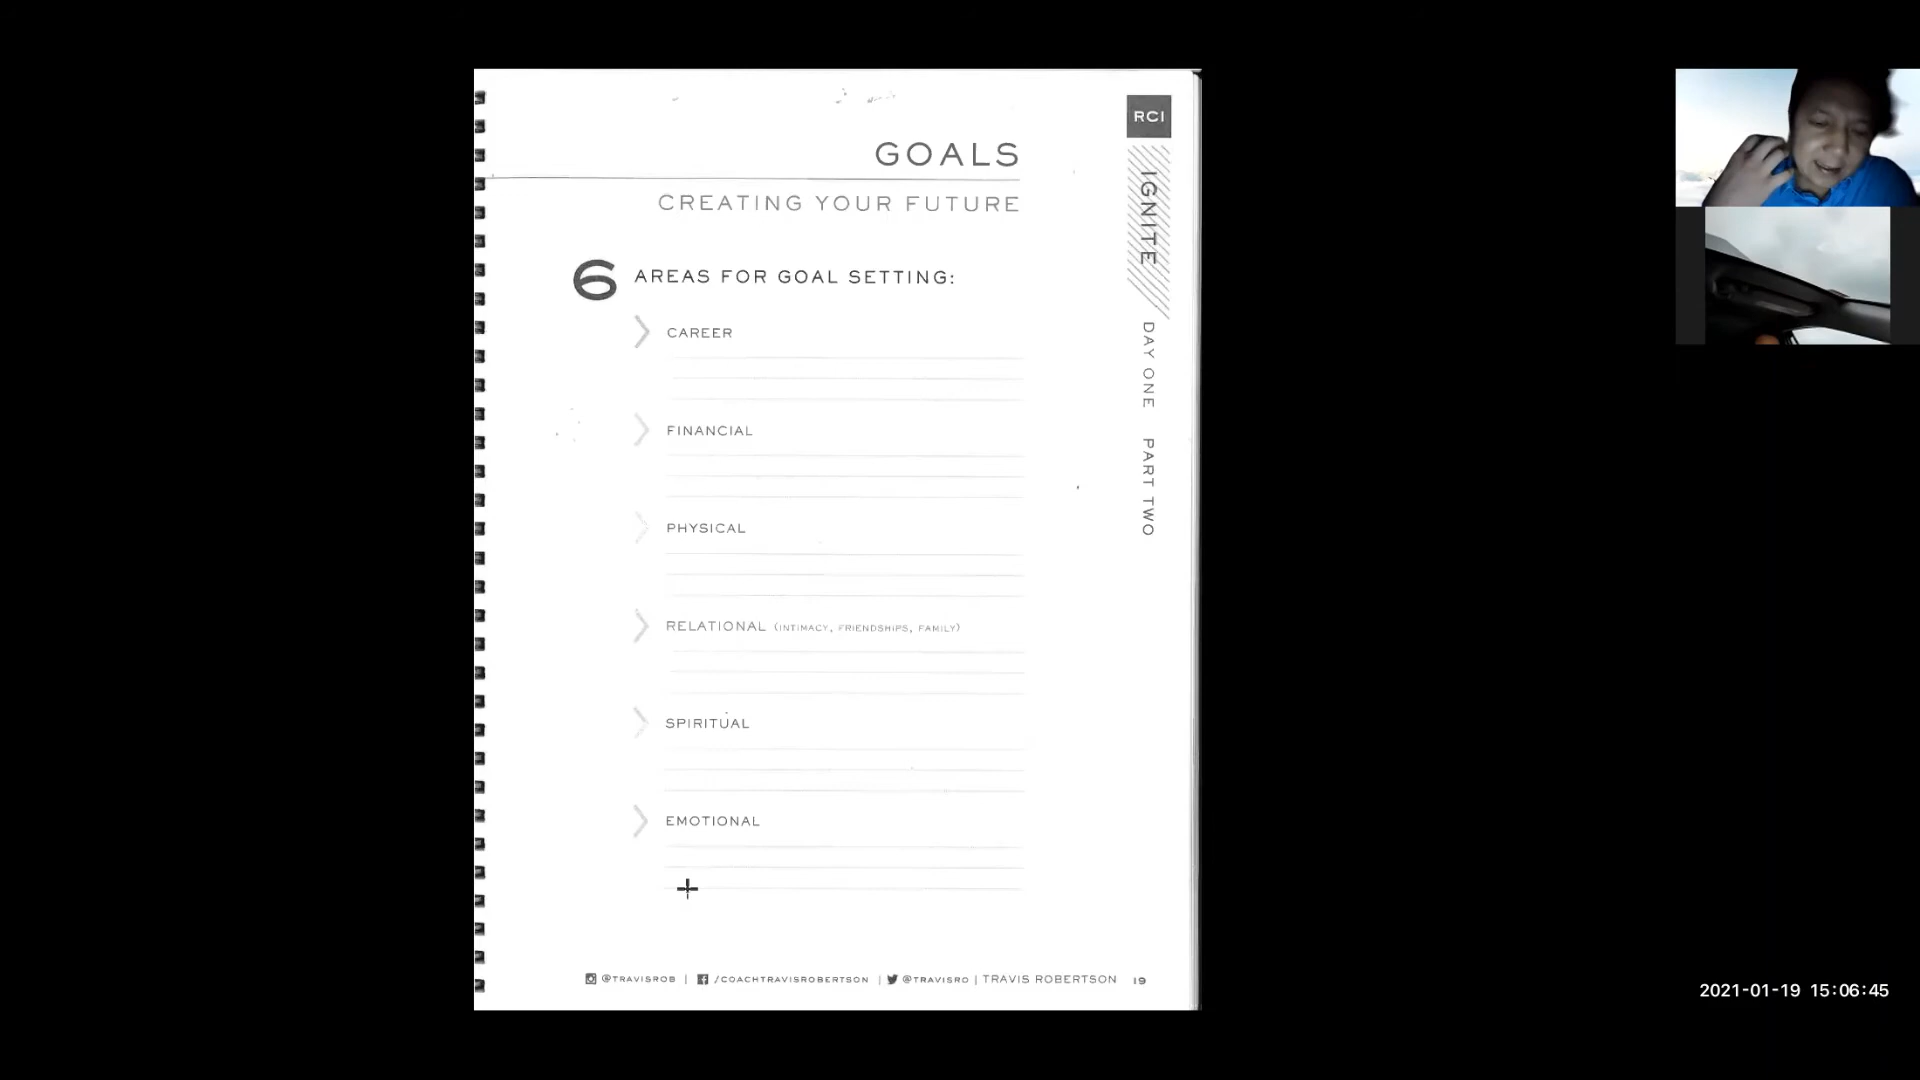 RCI
GOALS
CREATING YOUR FUTURE
IGNITE
6 AREAS FOR GOAL SETTING:
CAREER
DAY ONE PART TWO
FINANCIAL
PHYSICAL
RELATIONAL (INTIMACY, FRIENDSHIPS, FAMILY)
SPIRITUAL
EMOTIONAL
@TRAVISROB | /COACHTRAVISROBERTSON | @TRAVISRO | TRAVIS ROBERTSON 19
2021-01-19 15:06:45